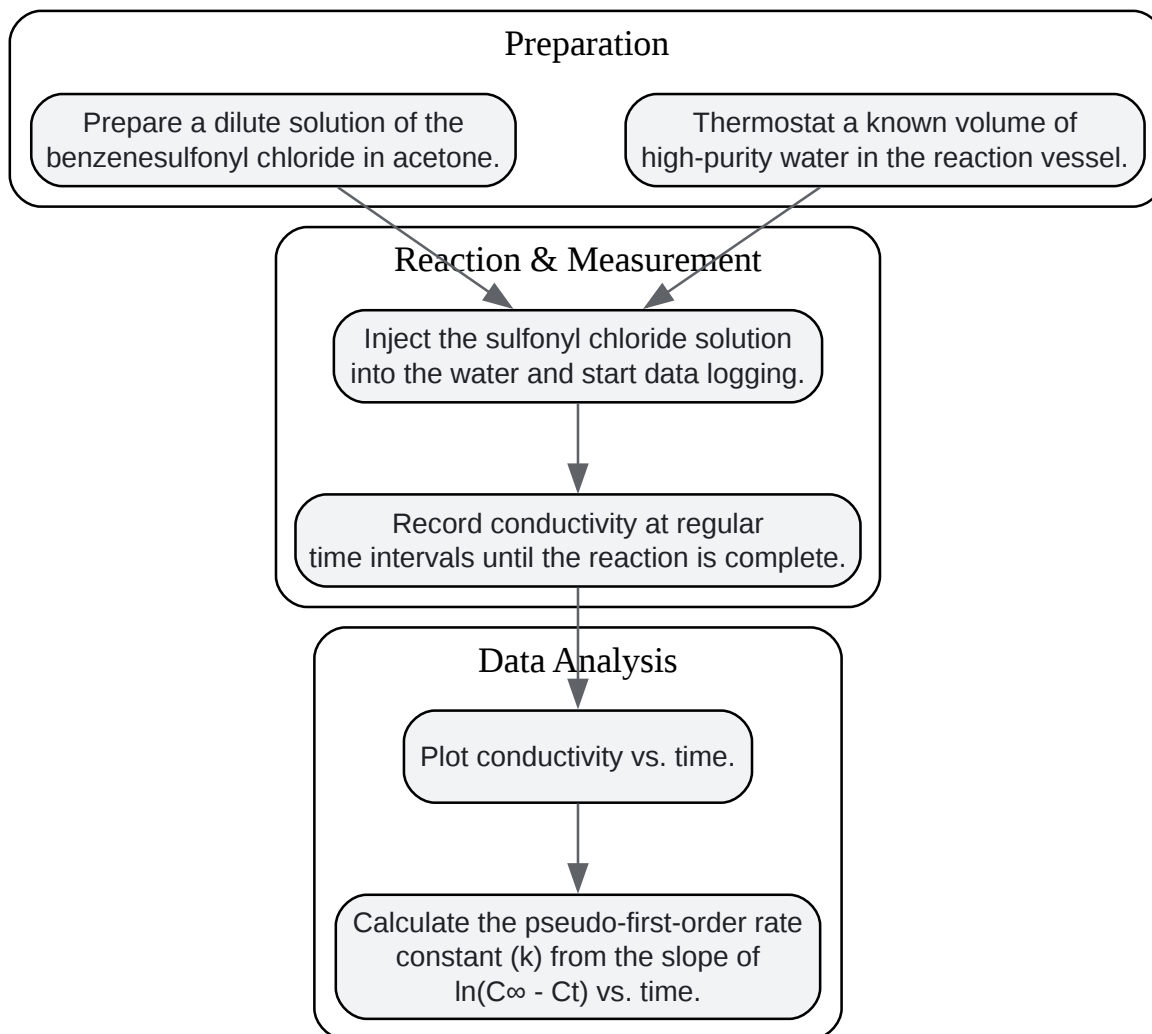 Preparation
Prepare a dilute solution of the
benzenesulfonyl chloride in acetone.
Thermostat a known volume of
high-purity water in the reaction vessel.
Reaction & Measurement
Inject the sulfonyl chloride solution
into the water and start data logging.
Record conductivity at regular
time intervals until the reaction is complete.
Data Analysis
Plot conductivity vs. time.
Calculate the pseudo-first-order rate
constant (k) from the slope of
ln(C∞ - Ct) vs. time.